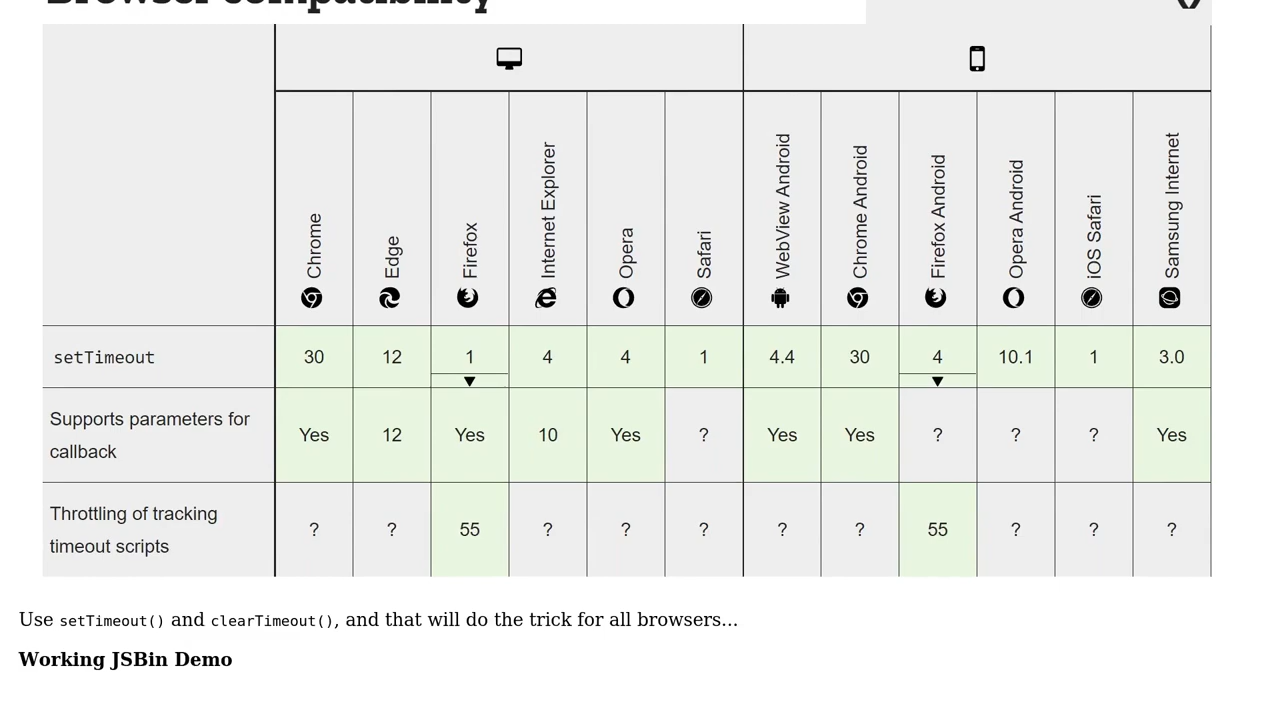 Browser compatibility
Chrome
Edge
Firefox
Internet Explorer
Opera
Safari
WebView Android
Chrome Android
Firefox Android
Opera Android
iOS Safari
Samsung Internet
setTimeout 30 12 1 4 4 1 4.4 30 4 10.1 1 3.0
Supports parameters for
callback
Yes 12 Yes 10 Yes ? Yes Yes ? ? ? Yes
Throttling of tracking
timeout scripts
? ? 55 ? ? ? ? ? 55 ? ? ?
Use setTimeout() and clearTimeout(), and that will do the trick for all browsers...
Working JSBin Demo